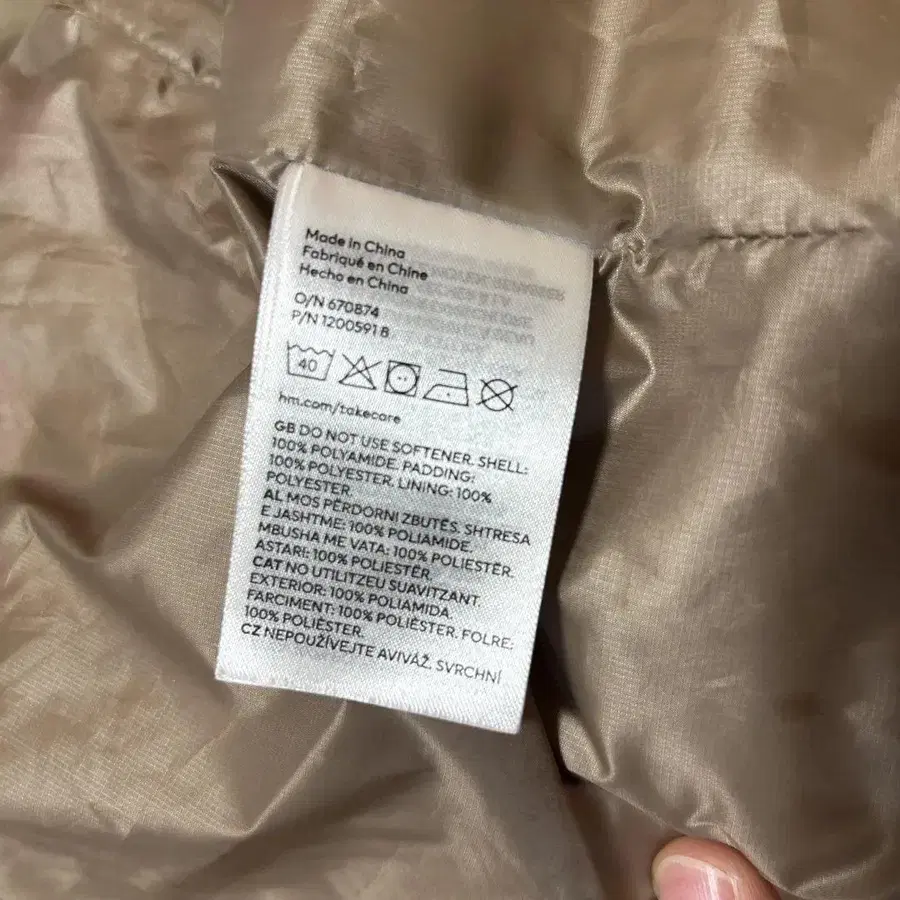 Made in China
Fabriqué en Chine
Hecho en China
O/N 670874
P/N 1200591 8
40
hm.com/takecare
GB DO NOT USE SOFTENER. SHELL:
100% POLYAMIDE. PADDING:
100% POLYESTER. LINING: 100%
POLYESTER.
AL MOS PËRDORNI ZBUTËS. SHTRESA
E JASHTME: 100% POLIAMIDE.
MBUSHA ME VATA: 100% POLIESTËR.
ASTARI: 100% POLIESTËR.
CAT NO UTILITZEU SUAVITZANT.
EXTERIOR: 100% POLIAMIDA.
FARCIMENT: 100% POLIÈSTER. FOLRE:
100% POLIÈSTER.
CZ NEPOUŽÍVEJTE AVIVÁŽ. SVRCHNÍ